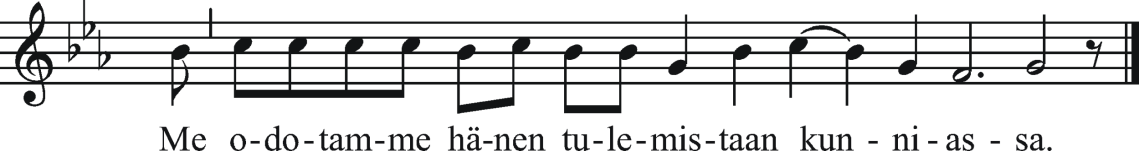 Me o-do-tam-me hä-nen tu-le-mis-taan kun - ni - as - sa.